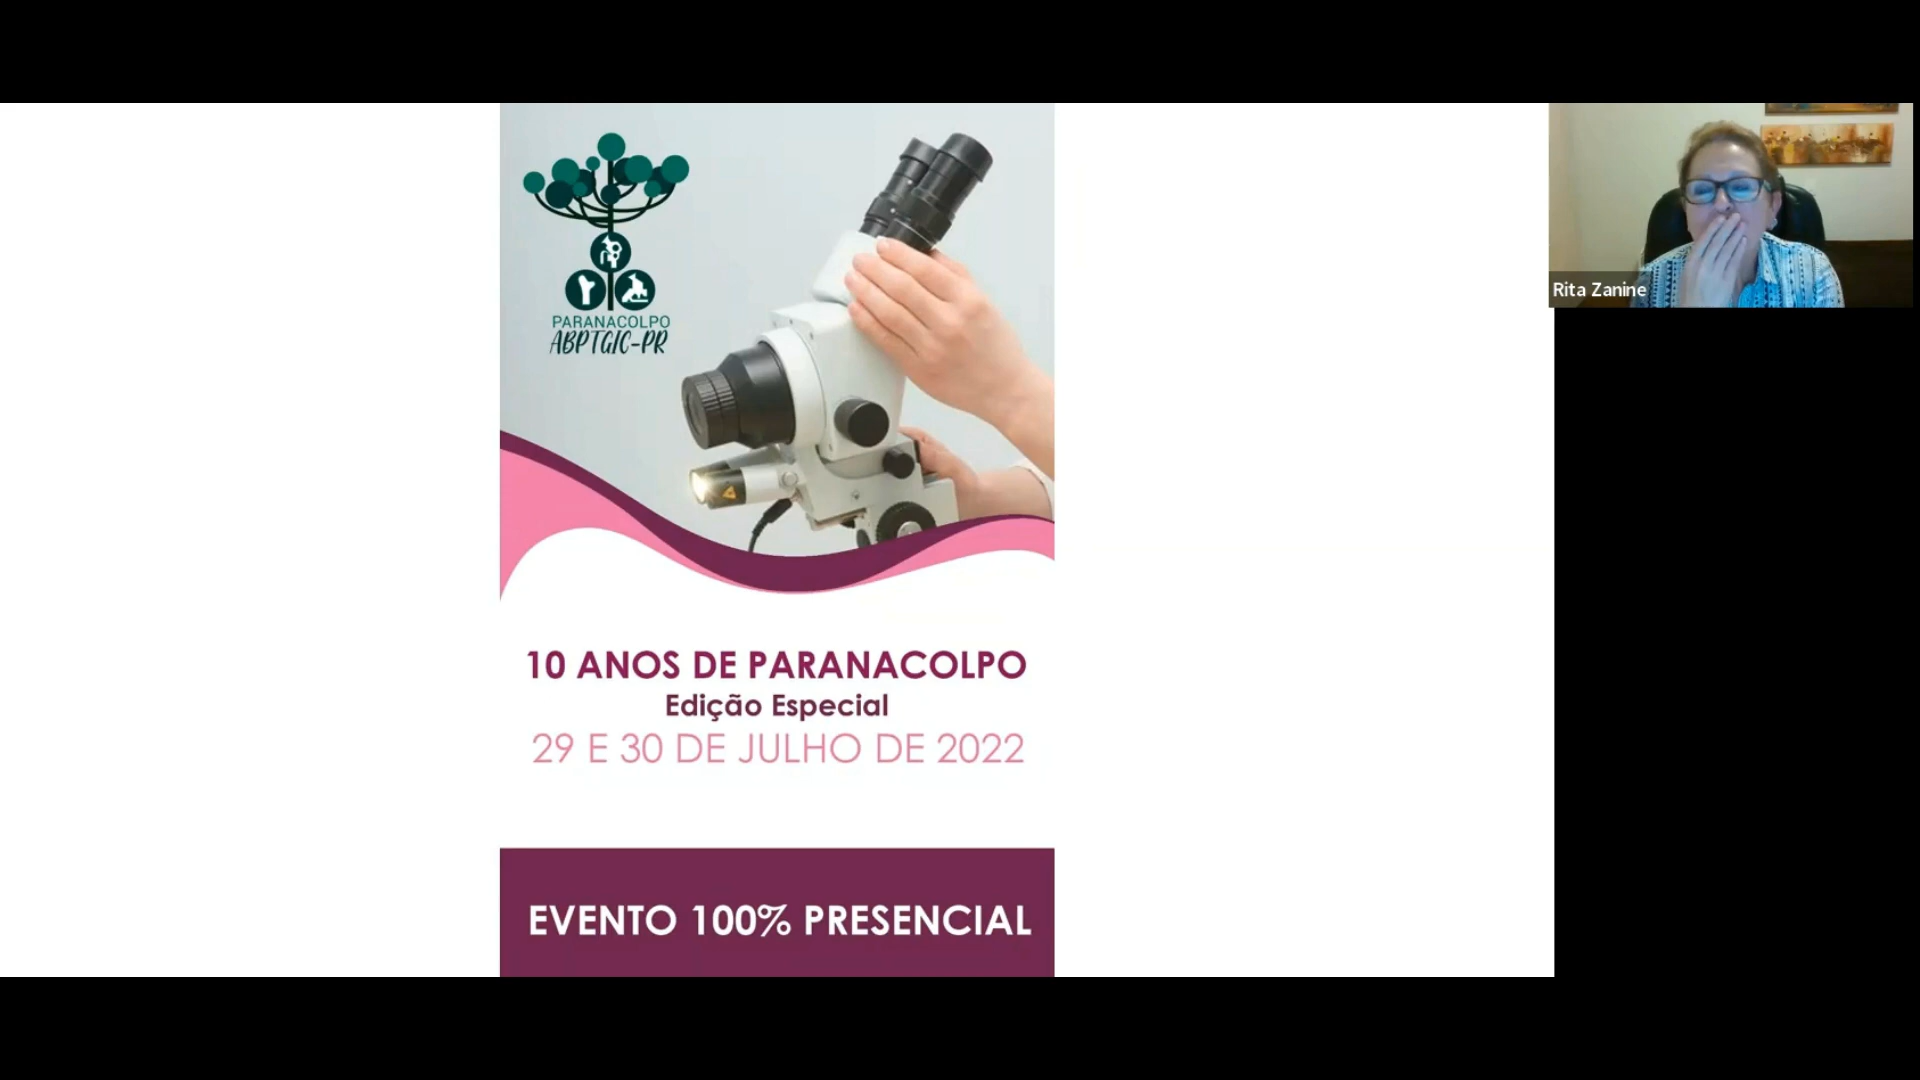 PARANACOLPO
ABPTGIC-PR
10 ANOS DE PARANACOLPO
Edição Especial
29 E 30 DE JULHO DE 2022
EVENTO 100% PRESENCIAL
Rita Zanine